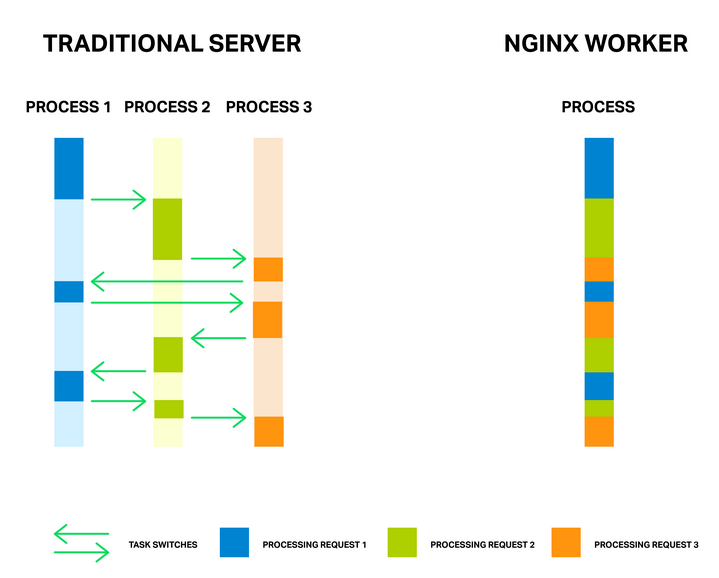 TRADITIONAL SERVER
NGINX WORKER
PROCESS 1
PROCESS 2
PROCESS 3
PROCESS
TASK SWITCHES
PROCESSING REQUEST 1
PROCESSING REQUEST 2
PROCESSING REQUEST 3